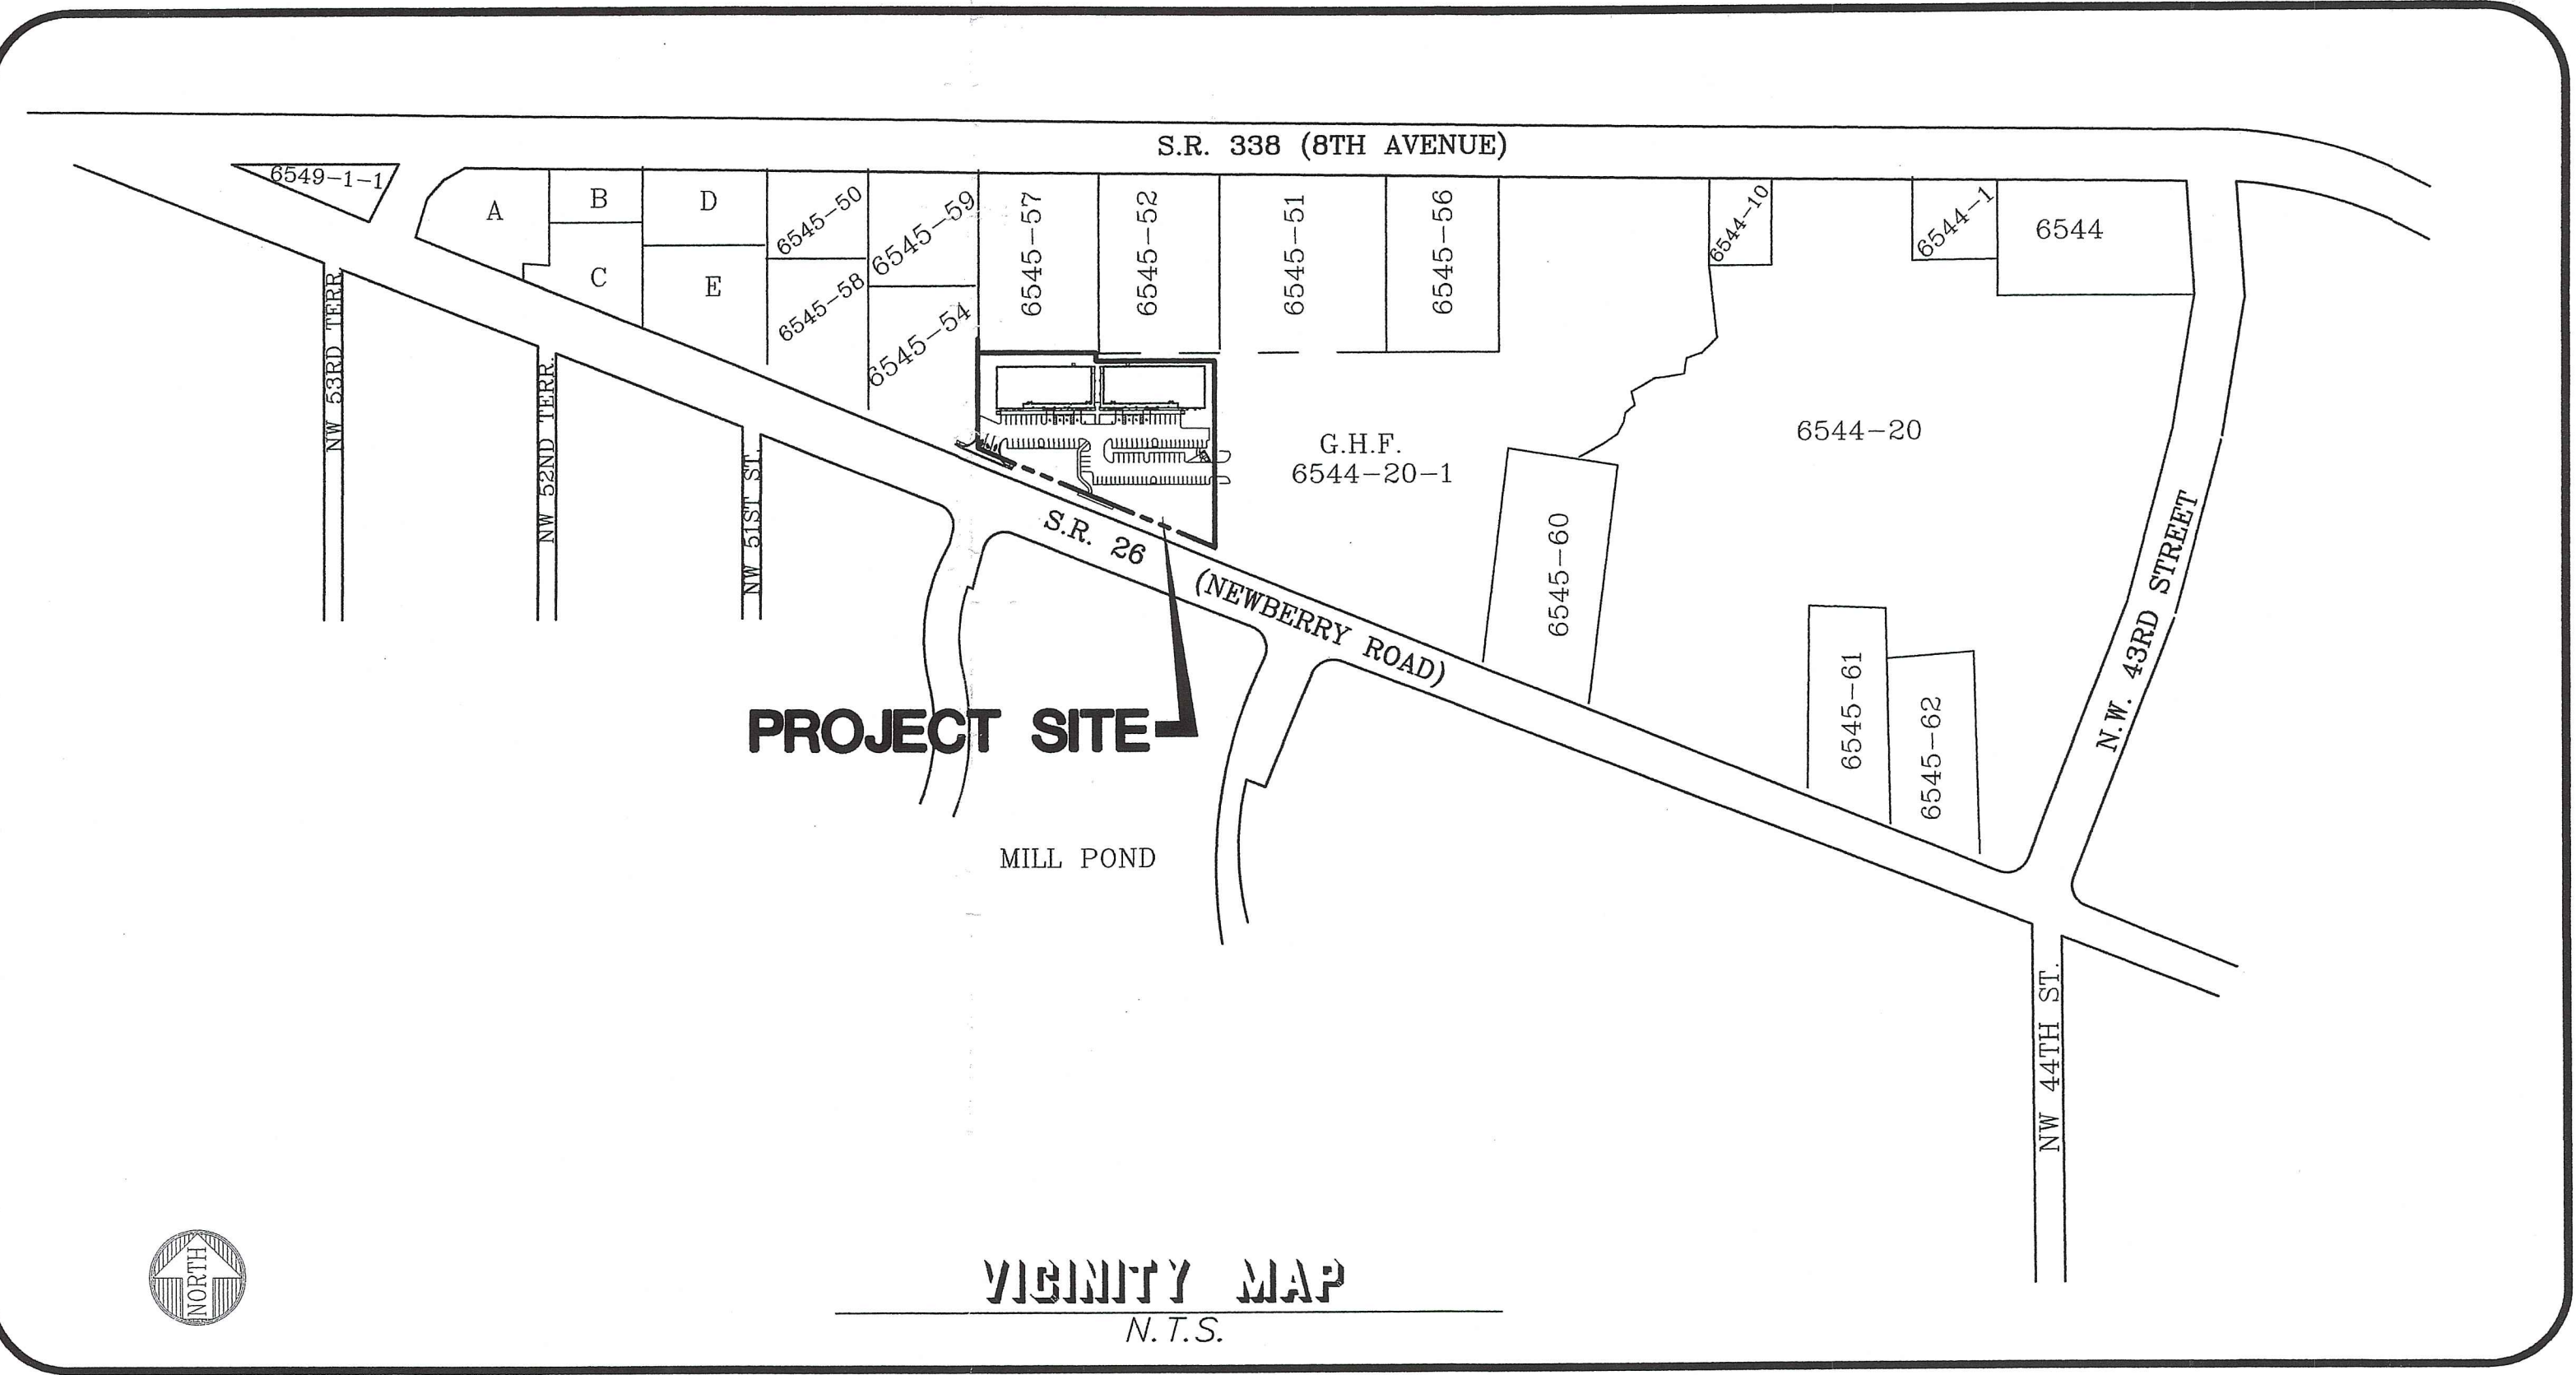 S.R. 338 (8TH AVENUE)
6549-1-1
A
B
C
D
E
6545-50
6545-58
6545-59
6545-54
6545-57
6545-52
6545-51
6545-56
6544-10
6544-1
6544
NW 53RD TERR.
NW 52ND TERR.
NW 51ST ST.
G.H.F.
6544-20-1
6544-20
S.R. 26 (NEWBERRY ROAD)
6545-60
6545-61
6545-62
N.W. 43RD STREET
PROJECT SITE
MILL POND
NW 44TH ST.
NORTH
VICINITY MAP
N.T.S.